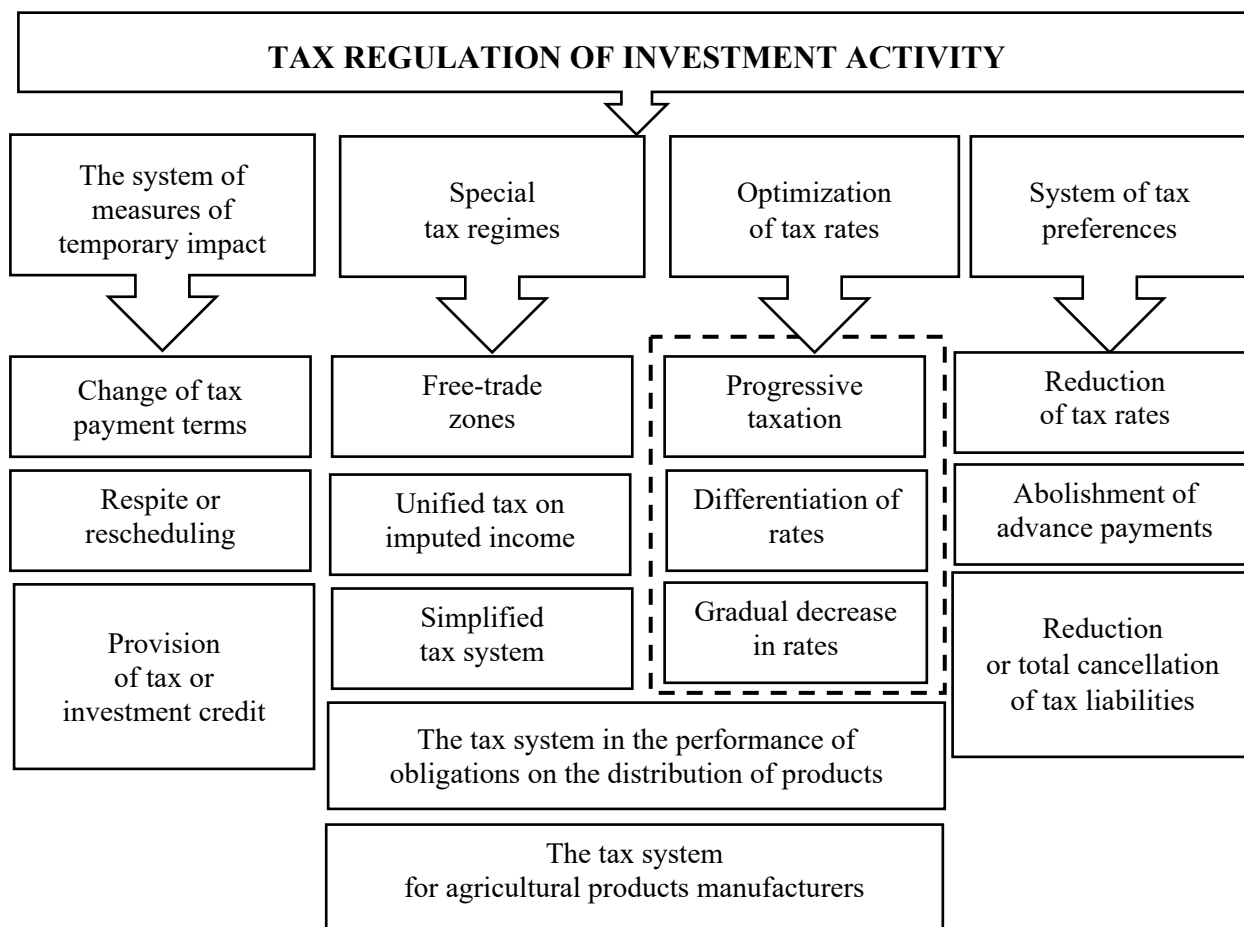 TAX REGULATION OF INVESTMENT ACTIVITY
The system of
measures of
temporary impact
Special
tax regimes
Optimization
of tax rates
System of tax
preferences
Change of tax
payment terms
Free-trade
zones
Progressive
taxation
Reduction
of tax rates
Respite or
rescheduling
Unified tax on
imputed income
Differentiation of
rates
Abolishment of
advance payments
Provision
of tax or
investment credit
Simplified
tax system
Gradual decrease
in rates
Reduction
or total cancellation
of tax liabilities
The tax system in the performance of
obligations on the distribution of products
The tax system
for agricultural products manufacturers